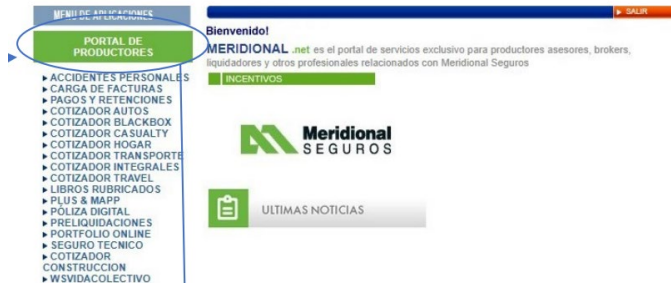 MENU DE APLICACIONES
PORTAL DE
PRODUCTORES
ACCIDENTES PERSONALES
CARGA DE FACTURAS
PAGOS Y RETENCIONES
COTIZADOR AUTOS
COTIZADOR BLACKBOX
COTIZADOR CASUALTY
COTIZADOR HOGAR
COTIZADOR TRANSPORTE
COTIZADOR INTEGRALES
COTIZADOR TRAVEL
LIBROS RUBRICADOS
PLUS & MAPP
PÓLIZA DIGITAL
PRELIQUIDACIONES
PORTFOLIO ONLINE
SEGURO TECNICO
COTIZADOR
CONSTRUCCION
WSVIDACOLECTIVO
SALIR
Bienvenido!
MERIDIONAL .net es el portal de servicios exclusivo para productores asesores, brokers,
liquidadores y otros profesionales relacionados con Meridional Seguros
INCENTIVOS
Meridional
SEGUROS
ULTIMAS NOTICIAS